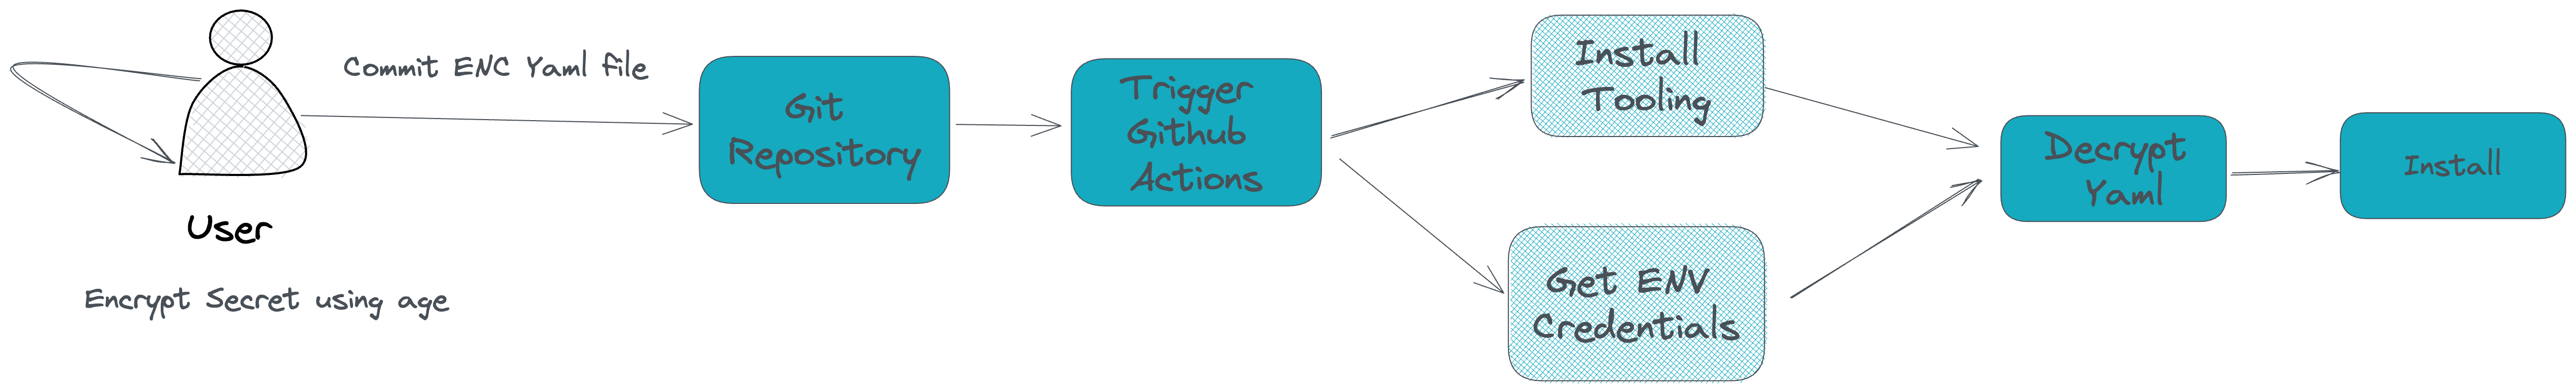 Commit ENC Yaml file
User
Encrypt Secret using age
Git
Repository
Trigger
Github
Actions
Install
Tooling
Get ENV
Credentials
Decrypt
Yaml
Install